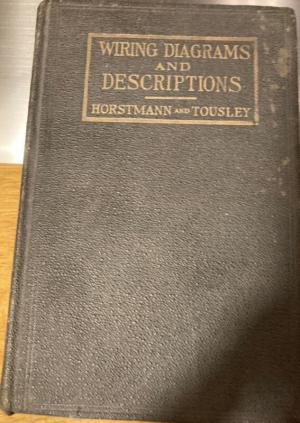 WIRING DIAGRAMS
AND
DESCRIPTIONS
HORSTMANN AND TOUSLEY